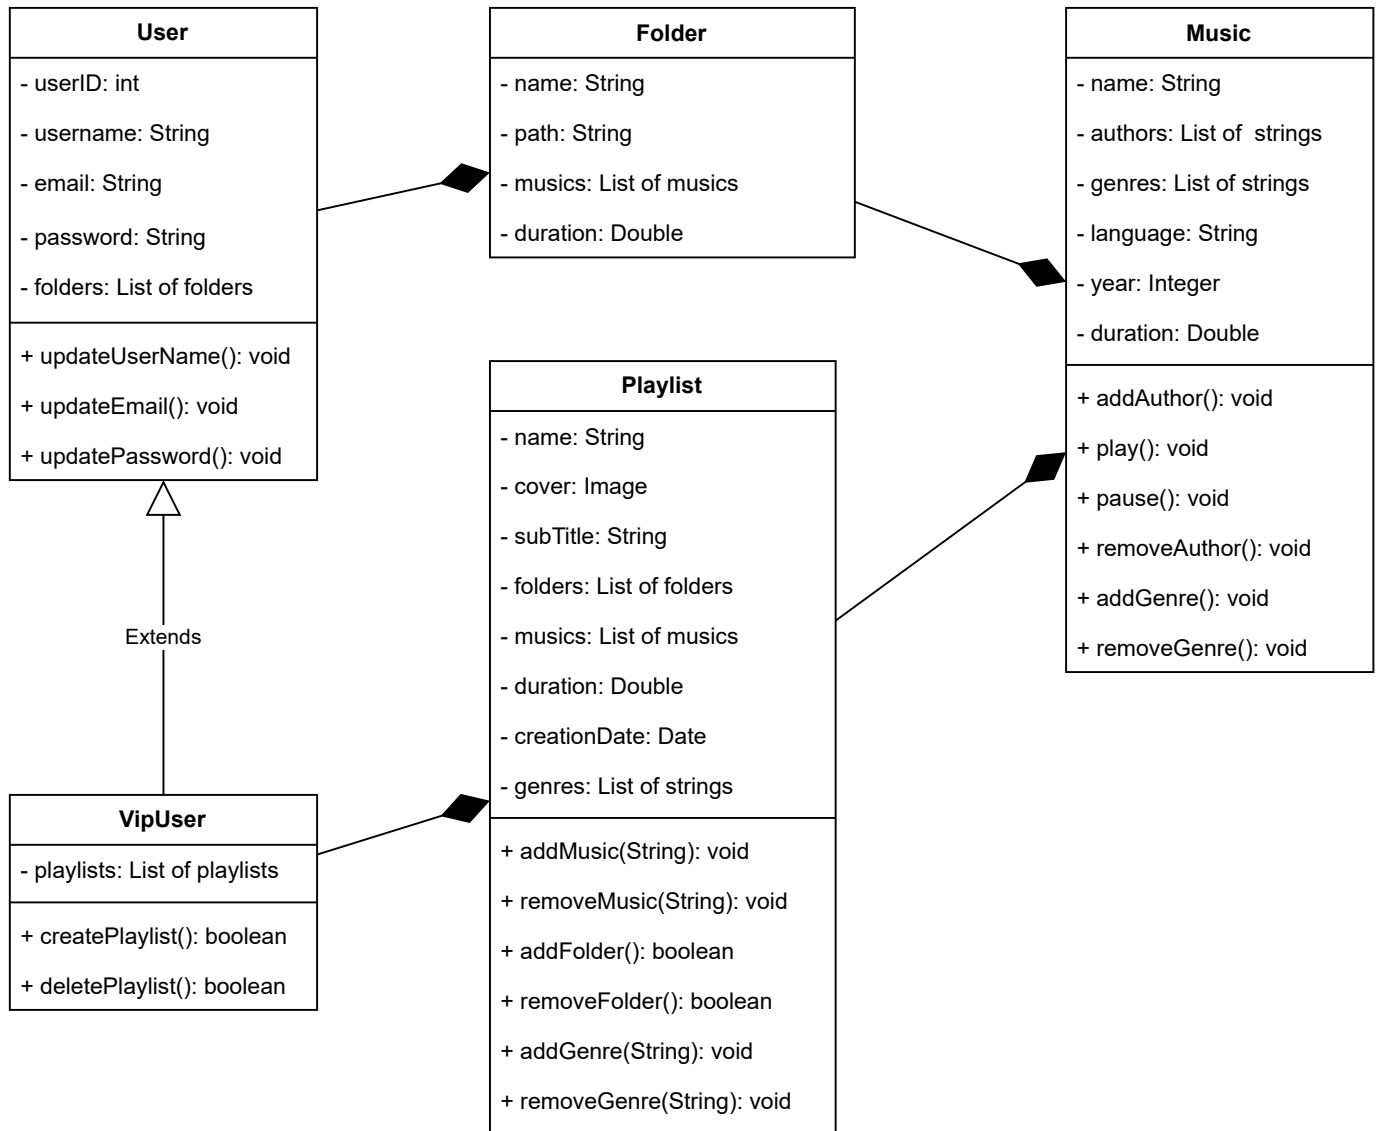 User
- userID: int
- username: String
- email: String
- password: String
- folders: List of folders
+ updateUserName(): void
+ updateEmail(): void
+ updatePassword(): void
Extends
VipUser
- playlists: List of playlists
+ createPlaylist(): boolean
+ deletePlaylist(): boolean
Folder
- name: String
- path: String
- musics: List of musics
- duration: Double
Playlist
- name: String
- cover: Image
- subTitle: String
- folders: List of folders
- musics: List of musics
- duration: Double
- creationDate: Date
- genres: List of strings
+ addMusic(String): void
+ removeMusic(String): void
+ addFolder(): boolean
+ removeFolder(): boolean
+ addGenre(String): void
+ removeGenre(String): void
Music
- name: String
- authors: List of  strings
- genres: List of strings
- language: String
- year: Integer
- duration: Double
+ addAuthor(): void
+ play(): void
+ pause(): void
+ removeAuthor(): void
+ addGenre(): void
+ removeGenre(): void